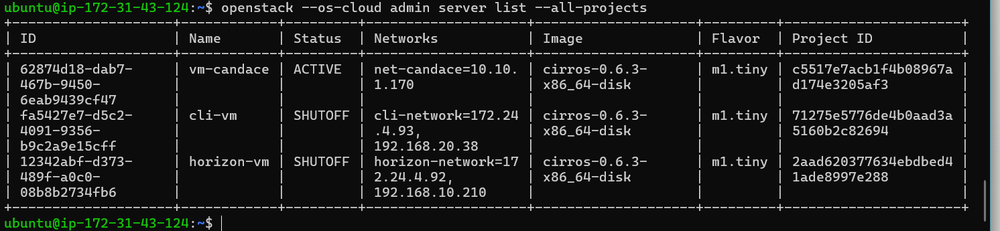 ubuntu@ip-172-31-43-124:~$ openstack --os-cloud admin server list --all-projects
+--------------------+------------+---------+--------------------+--------------------+---------+----------------------+
| ID                 | Name       | Status  | Networks           | Image              | Flavor  | Project ID           |
+--------------------+------------+---------+--------------------+--------------------+---------+----------------------+
| 62874d18-dab7-     | vm-candace | ACTIVE  | net-candace=10.10. | cirros-0.6.3-      | m1.tiny | c5517e7acb1f4b08967a |
| 467b-9450-         |            |         | 1.170              | x86_64-disk        |         | d174e3205af3         |
| 6eab9439cf47       |            |         |                    |                    |         |                      |
| fa5427e7-d5c2-     | cli-vm     | SHUTOFF | cli-network=172.24 | cirros-0.6.3-      | m1.tiny | 71275e5776de4b0aad3a |
| 4091-9356-         |            |         | .4.93,             | x86_64-disk        |         | 5160b2c82694         |
| b9c2a9e15cff       |            |         | 192.168.20.38      |                    |         |                      |
| 12342abf-d373-     | horizon-vm | SHUTOFF | horizon-network=17 | cirros-0.6.3-      | m1.tiny | 2aad620377634ebdbed4 |
| 489f-a0c0-         |            |         | 2.24.4.92,         | x86_64-disk        |         | 1ade8997e288         |
| 08b8b2734fb6       |            |         | 192.168.10.210     |                    |         |                      |
+--------------------+------------+---------+--------------------+--------------------+---------+----------------------+
ubuntu@ip-172-31-43-124:~$